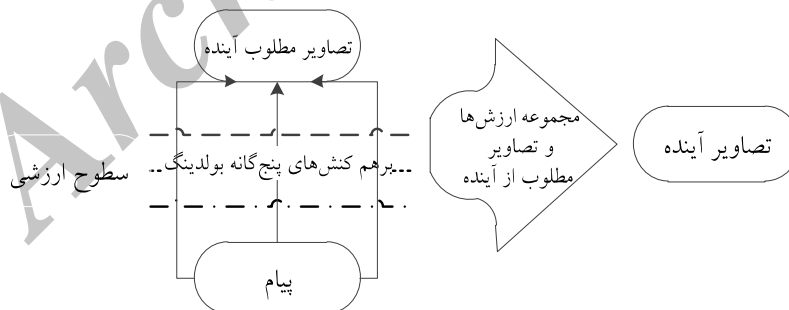 تصاویر مطلوب آینده
سطوح ارزشی
برهم کنش‌های پنج‌گانه بولدینگ
پیام
مجموعه ارزش‌ها
و تصاویر
مطلوب از آینده
تصاویر آینده